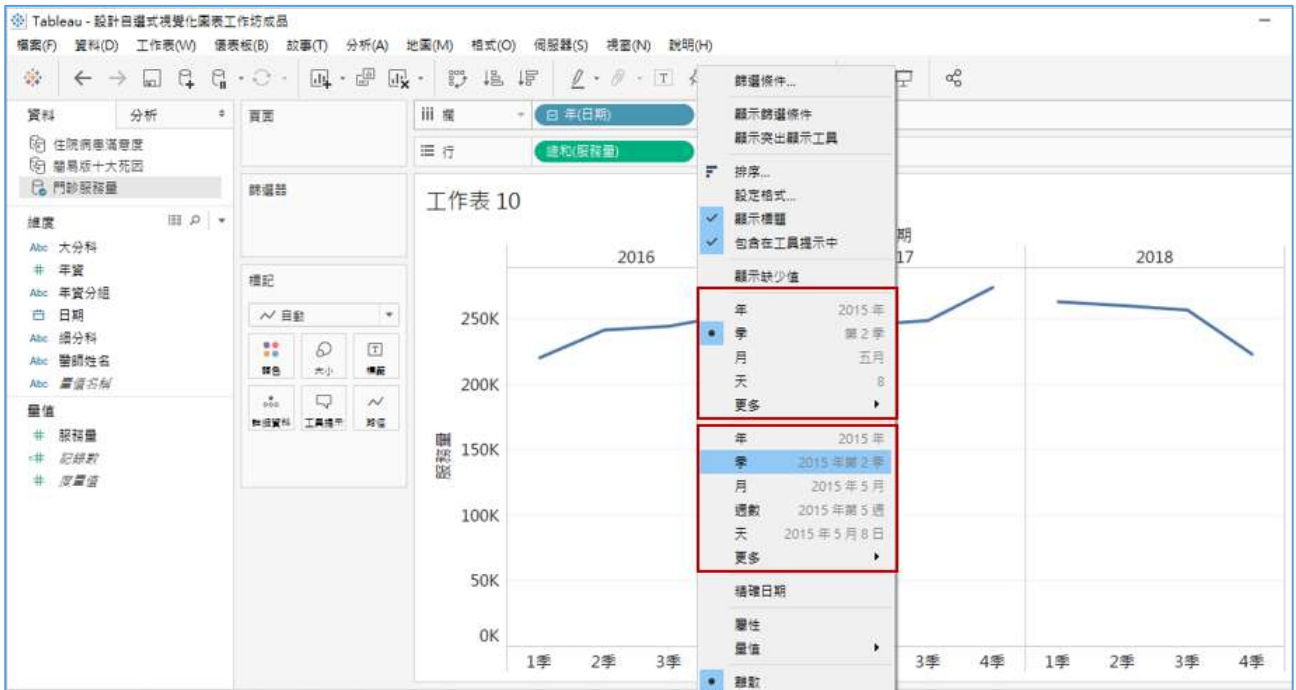 Tableau - 設計自選式視覺化圖表工作坊成品
檔案(F) 資料(D) 工作表(W) 儀表板(B) 故事(T) 分析(A) 地圖(M) 格式(O) 伺服器(S) 視窗(N) 說明(H)
資料 分析
住院病患滿意度
簡易版十大死因
門診服務量
維度
Abc 大分科
# 年資
Abc 年資分組
日期
Abc 細分科
Abc 醫師姓名
Abc 量值名稱
量值
# 服務量
=# 記錄數
# 度量值
頁面
篩選器
標記
自動
顏色 大小 標籤
詳細資料 工具提示 路徑
欄 年(日期)
行 總和(服務量)
工作表 10
期
2016 17 2018
服務量
250K
200K
150K
100K
50K
0K
1季 2季 3季 3季 4季 1季 2季 3季 4季
篩選條件...
顯示篩選條件
顯示突出顯示工具
排序...
設定格式...
顯示標題
包含在工具提示中
顯示缺少值
年 2015 年
季 第 2 季
月 五月
天 8
更多
年 2015 年
季 2015 年第 2 季
月 2015 年 5 月
週數 2015 年第 5 週
天 2015 年 5 月 8 日
更多
精確日期
屬性
量值
離散